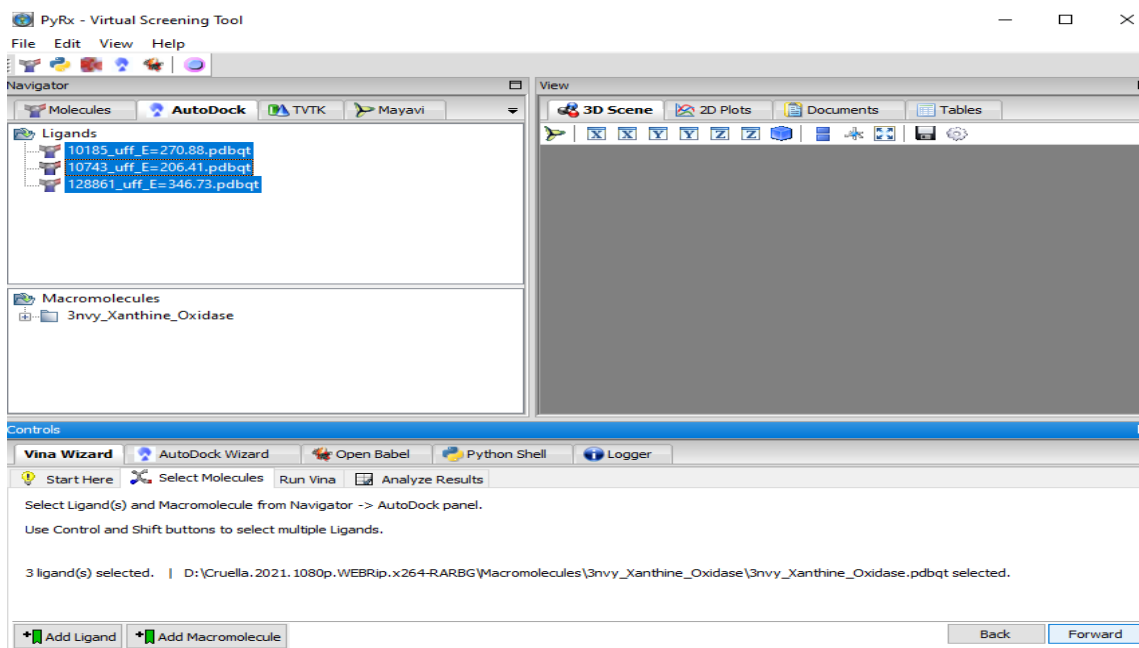 PyRx - Virtual Screening Tool
File Edit View Help
Navigator
View
Molecules AutoDock TVTK Mayavi
3D Scene 2D Plots Documents Tables
Ligands
X X Y Y Z Z
10185_uff_E=270.88.pdbqt
10743_uff_E=206.41.pdbqt
128861_uff_E=346.73.pdbqt
Macromolecules
3nvy_Xanthine_Oxidase
Controls
Vina Wizard AutoDock Wizard Open Babel Python Shell Logger
Start Here Select Molecules Run Vina Analyze Results
Select Ligand(s) and Macromolecule from Navigator -> AutoDock panel.
Use Control and Shift buttons to select multiple Ligands.
3 ligand(s) selected. | D:\Cruella.2021.1080p.WEBRip.x264-RARBG\Macromolecules\3nvy_Xanthine_Oxidase\3nvy_Xanthine_Oxidase.pdbqt selected.
Add Ligand Add Macromolecule Back Forward